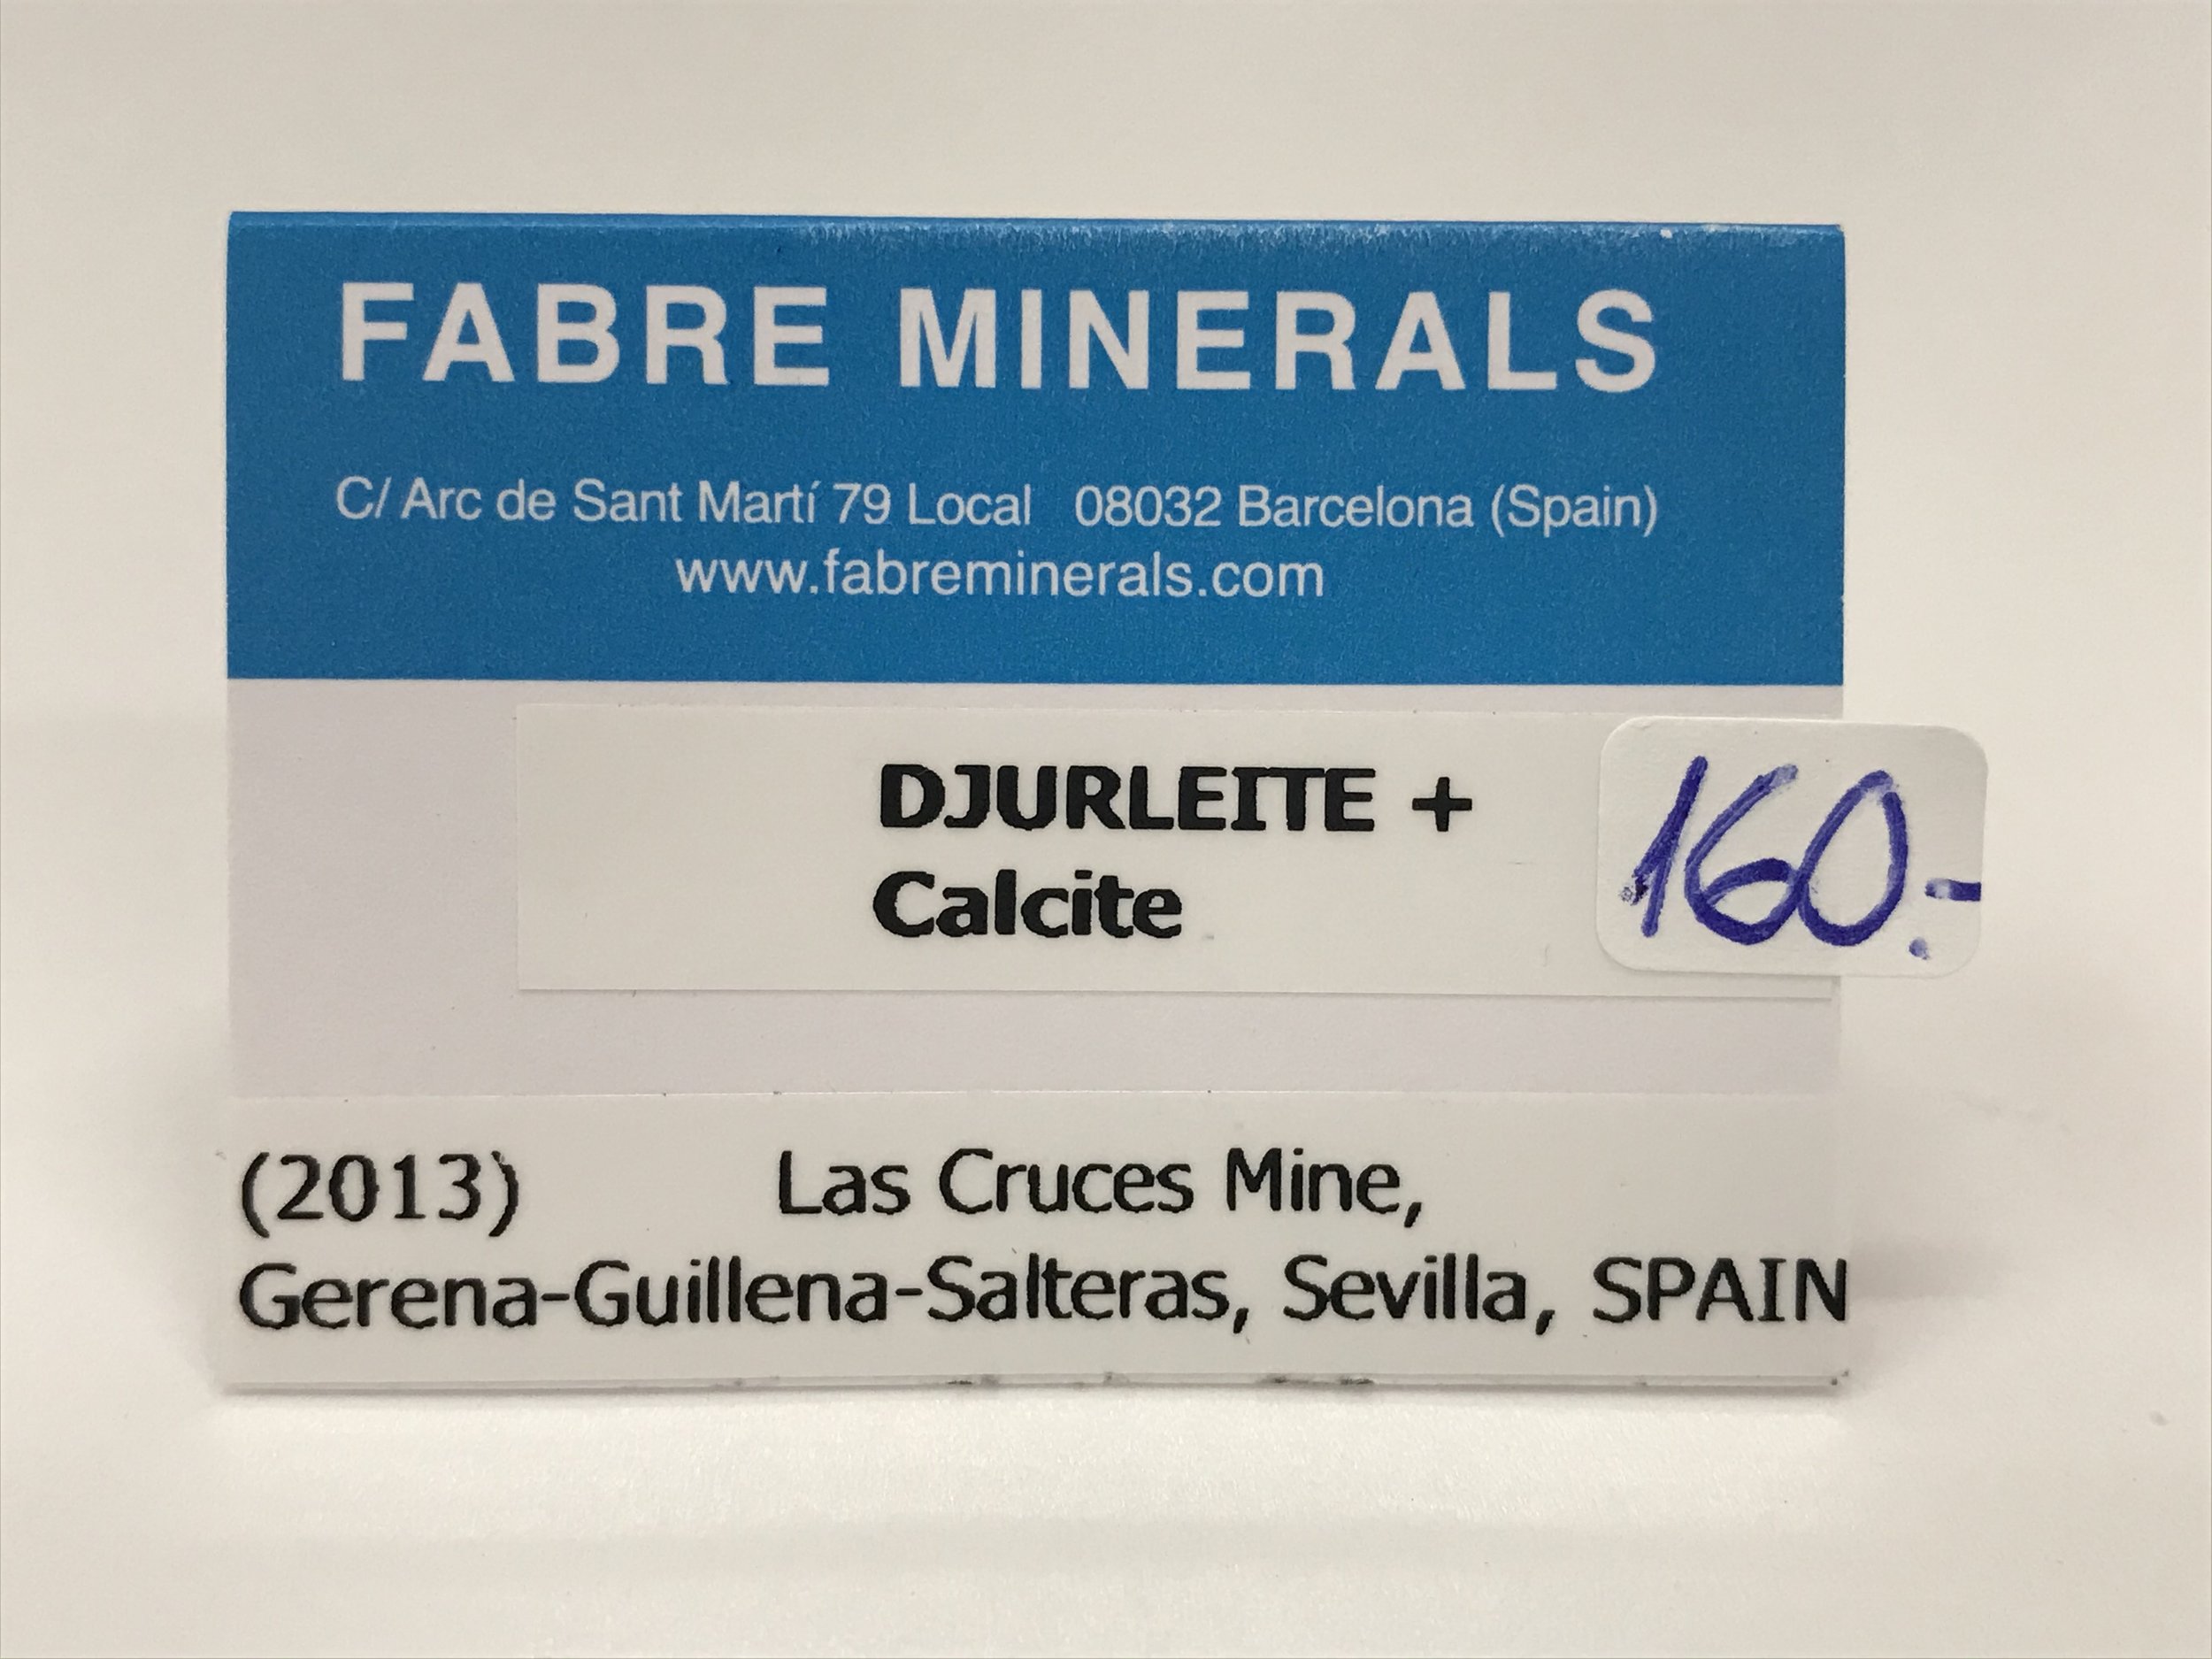 FABRE MINERALS
C/ Arc de Sant Martí 79 Local 08032 Barcelona (Spain)
www.fabreminerals.com
DJURLEITE +
Calcite
160.-
(2013) Las Cruces Mine,
Gerena-Guillena-Salteras, Sevilla, SPAIN